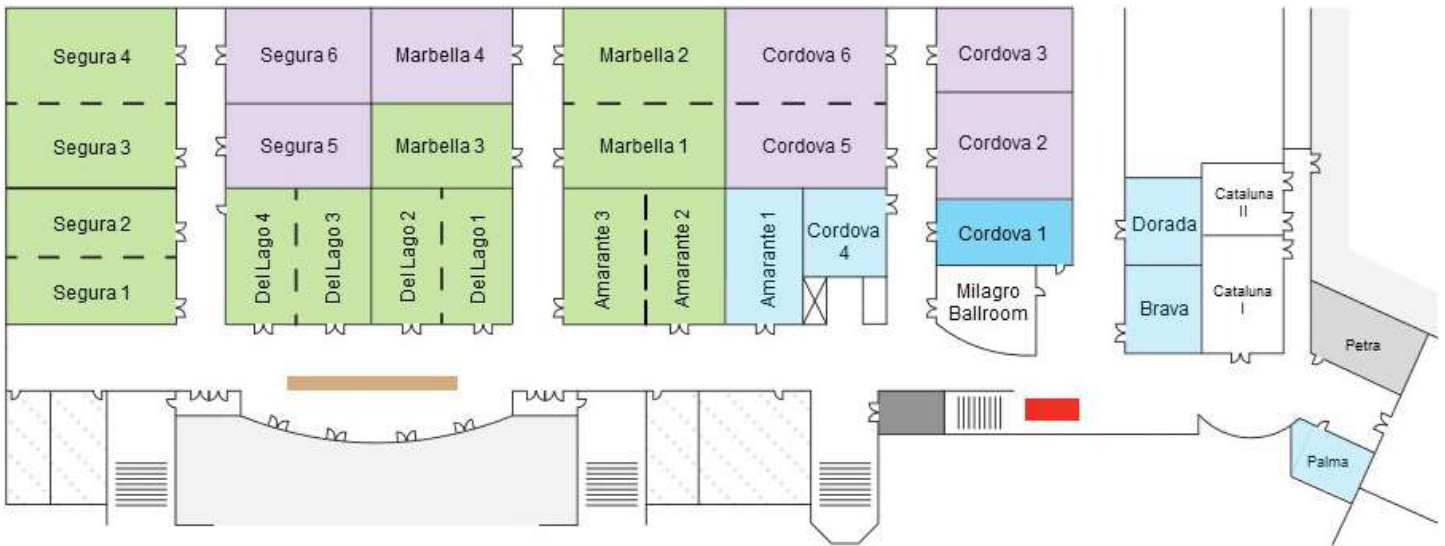 Segura 4
Segura 6
Marbella 4
Marbella 2
Cordova 6
Cordova 3
Segura 3
Segura 5
Marbella 3
Marbella 1
Cordova 5
Cordova 2
Segura 2
Segura 1
Del Lago 4
Del Lago 3
Del Lago 2
Del Lago 1
Amarante 3
Amarante 2
Amarante 1
Cordova
4
Cordova 1
Milagro
Ballroom
Dorada
Brava
Cataluna
II
Cataluna
I
Petra
Palma